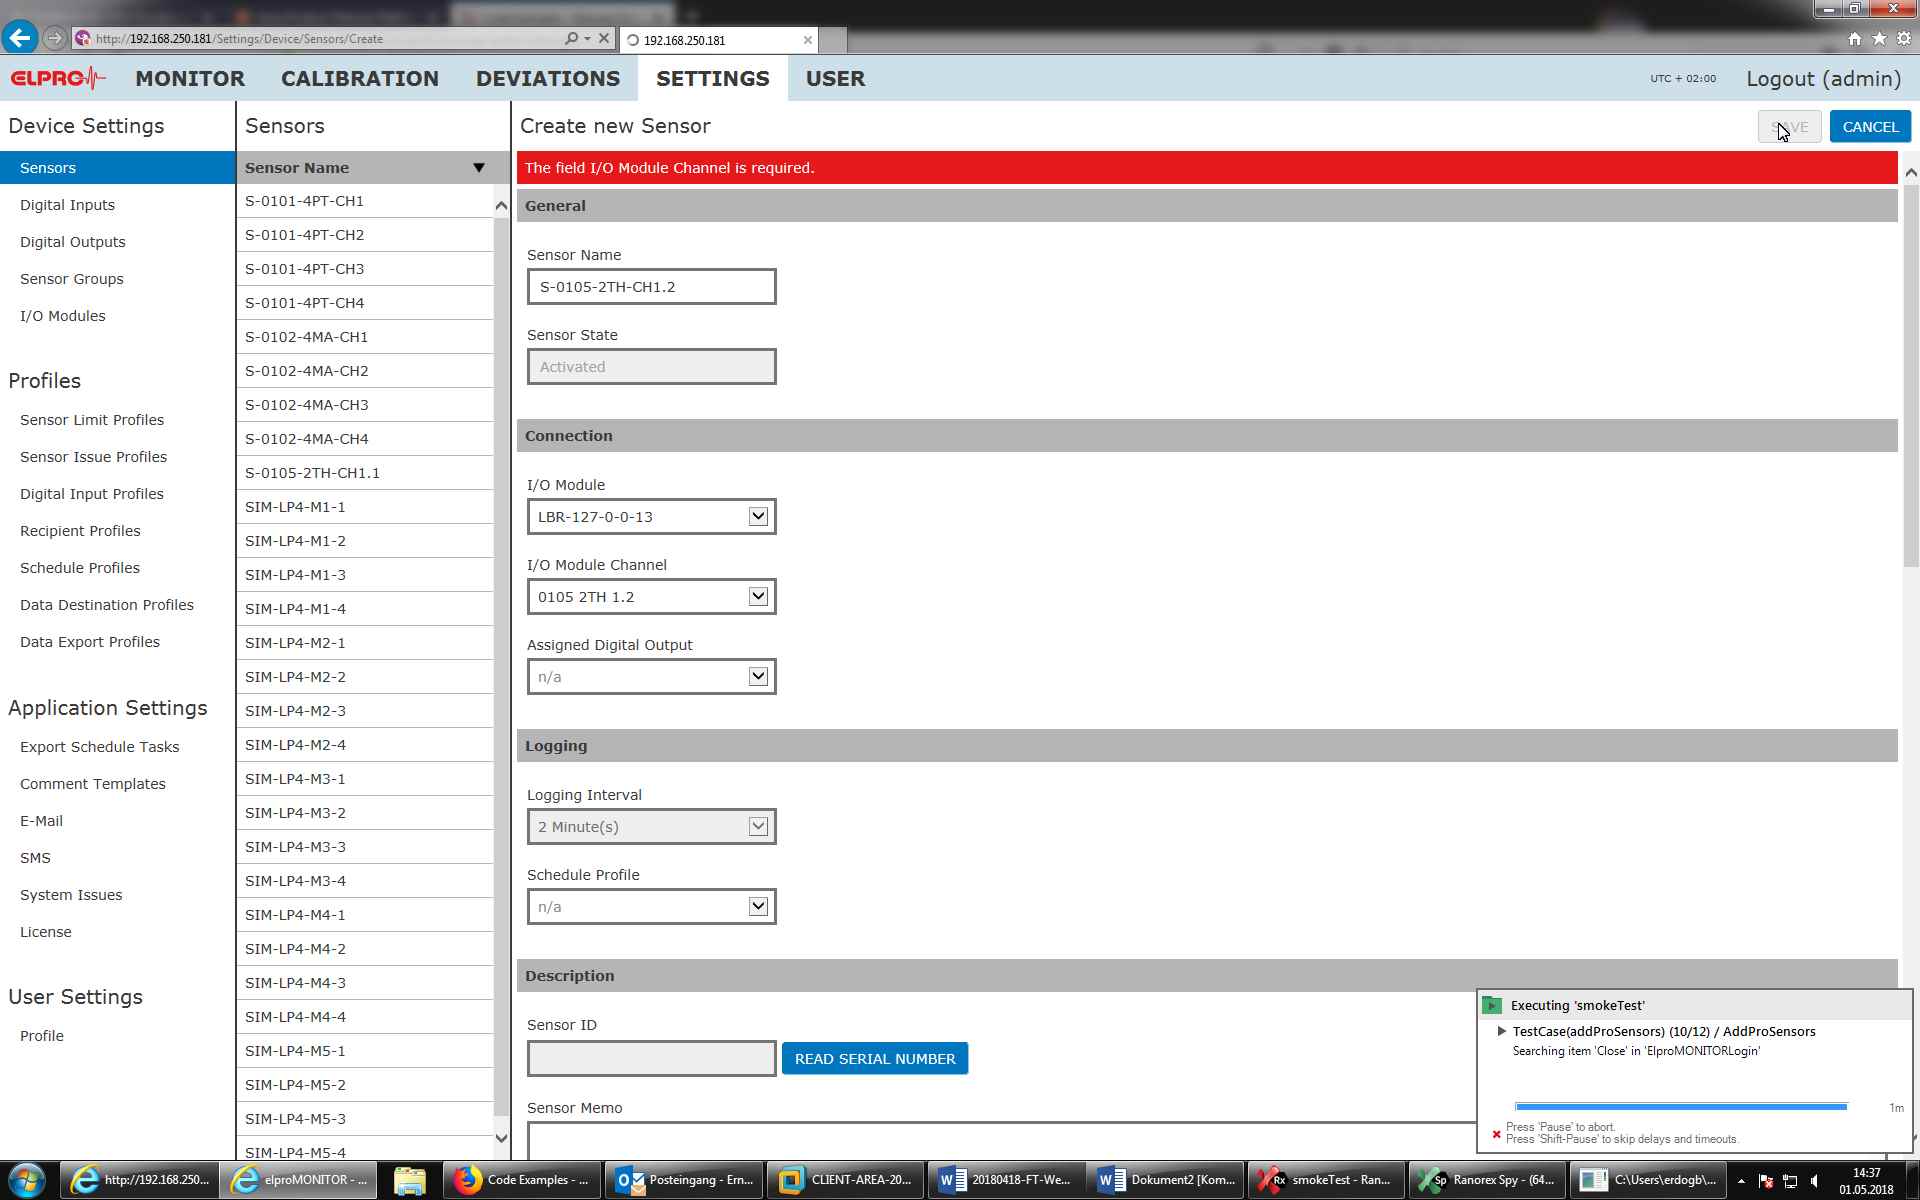 http://192.168.250.181/Settings/Device/Sensors/Create
192.168.250.181
ELPRO
MONITOR
CALIBRATION
DEVIATIONS
SETTINGS
USER
UTC + 02:00
Logout (admin)
Device Settings
Sensors
Digital Inputs
Digital Outputs
Sensor Groups
I/O Modules
Profiles
Sensor Limit Profiles
Sensor Issue Profiles
Digital Input Profiles
Recipient Profiles
Schedule Profiles
Data Destination Profiles
Data Export Profiles
Application Settings
Export Schedule Tasks
Comment Templates
E-Mail
SMS
System Issues
License
User Settings
Profile
Sensors
Sensor Name
S-0101-4PT-CH1
S-0101-4PT-CH2
S-0101-4PT-CH3
S-0101-4PT-CH4
S-0102-4MA-CH1
S-0102-4MA-CH2
S-0102-4MA-CH3
S-0102-4MA-CH4
S-0105-2TH-CH1.1
SIM-LP4-M1-1
SIM-LP4-M1-2
SIM-LP4-M1-3
SIM-LP4-M1-4
SIM-LP4-M2-1
SIM-LP4-M2-2
SIM-LP4-M2-3
SIM-LP4-M2-4
SIM-LP4-M3-1
SIM-LP4-M3-2
SIM-LP4-M3-3
SIM-LP4-M3-4
SIM-LP4-M4-1
SIM-LP4-M4-2
SIM-LP4-M4-3
SIM-LP4-M4-4
SIM-LP4-M5-1
SIM-LP4-M5-2
SIM-LP4-M5-3
SIM-LP4-M5-4
Create new Sensor
SAVE
CANCEL
The field I/O Module Channel is required.
General
Sensor Name
S-0105-2TH-CH1.2
Sensor State
Activated
Connection
I/O Module
LBR-127-0-0-13
I/O Module Channel
0105 2TH 1.2
Assigned Digital Output
n/a
Logging
Logging Interval
2 Minute(s)
Schedule Profile
n/a
Description
Sensor ID
READ SERIAL NUMBER
Sensor Memo
Executing 'smokeTest'
TestCase(addProSensors) (10/12) / AddProSensors
Searching item 'Close' in 'ElproMONITORLogin'
1m
Press 'Pause' to abort.
Press 'Shift-Pause' to skip delays and timeouts.
http://192.168.250...
elproMONITOR - ...
Code Examples - ...
Posteingang - Ern...
CLIENT-AREA-20...
20180418-FT-We...
Dokument2 [Kom...
smokeTest - Ran...
Ranorex Spy - (64...
C:\Users\erdogb\...
14:37
01.05.2018